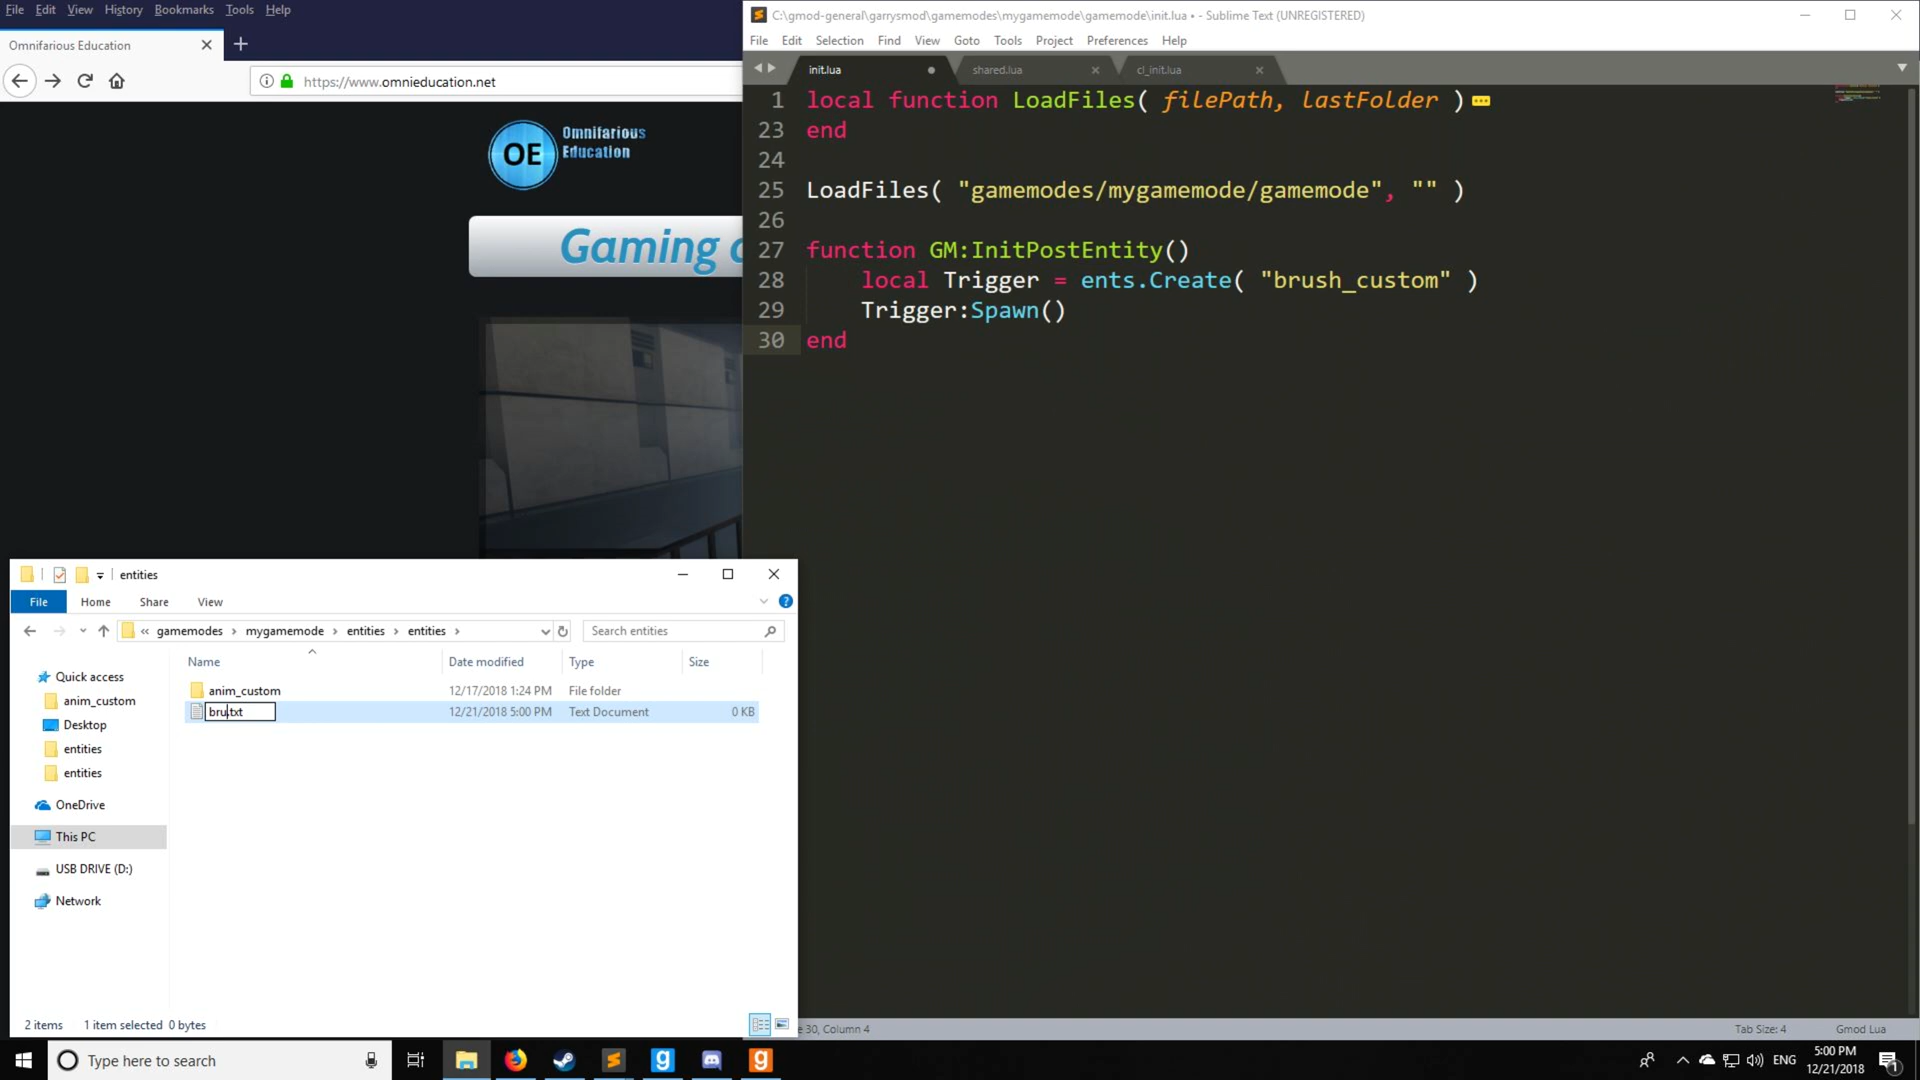 File Edit View History Bookmarks Tools Help
Omnifarious Education
https://www.omnieducation.net
OE Omnifarious
Education
Gaming
C:\gmod-general\garrysmod\gamemodes\mygamemode\gamemode\init.lua • - Sublime Text (UNREGISTERED)
File Edit Selection Find View Goto Tools Project Preferences Help
init.lua shared.lua cl_init.lua
1 local function LoadFiles( filePath, lastFolder )
23 end
24
25 LoadFiles( "gamemodes/mygamemode/gamemode", "" )
26
27 function GM:InitPostEntity()
28 local Trigger = ents.Create( "brush_custom" )
29 Trigger:Spawn()
30 end
entities
File Home Share View
« gamemodes > mygamemode > entities > entities >
Search entities
Name Date modified Type Size
anim_custom 12/17/2018 1:24 PM File folder
bru.txt 12/21/2018 5:00 PM Text Document 0 KB
Quick access
anim_custom
Desktop
entities
entities
OneDrive
This PC
USB DRIVE (D:)
Network
2 items 1 item selected 0 bytes
30, Column 4
Tab Size: 4 Gmod Lua
Type here to search
ENG
5:00 PM
12/21/2018
1